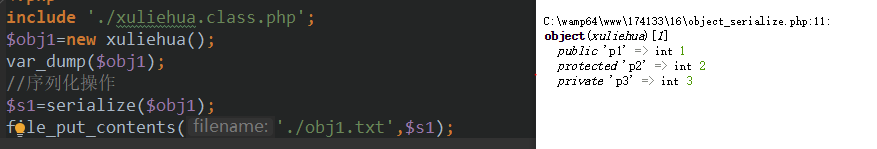 include './xuliehua.class.php';
$obj1=new xuliehua();
var_dump($obj1);
//序列化操作
$s1=serialize($obj1);
file_put_contents( filename: './obj1.txt',$s1);
C:\wamp64\www\174133\16\object_serialize.php:11:
object(xuliehua)[1]
public 'p1' => int 1
protected 'p2' => int 2
private 'p3' => int 3